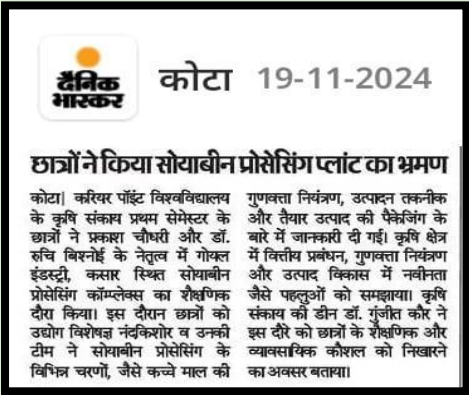 दैनिक
भास्कर
कोटा 19-11-2024
छात्रों ने किया सोयाबीन प्रोसेसिंग प्लांट का भ्रमण
कोटा| करियर पॉइंट विश्वविद्यालय
के कृषि संकाय प्रथम सेमेस्टर के
छात्रों ने प्रकाश चौधरी और डॉ.
रुचि बिश्नोई के नेतृत्व में गोयल
इंडस्ट्री, कसार स्थित सोयाबीन
प्रोसेसिंग कॉम्प्लेक्स का शैक्षणिक
दौरा किया। इस दौरान छात्रों को
उद्योग विशेषज्ञ नंदकिशोर व उनकी
टीम ने सोयाबीन प्रोसेसिंग के
विभिन्न चरणों, जैसे कच्चे माल की
गुणवत्ता नियंत्रण, उत्पादन तकनीक
और तैयार उत्पाद की पैकेजिंग के
बारे में जानकारी दी गई। कृषि क्षेत्र
में वित्तीय प्रबंधन, गुणवत्ता नियंत्रण
और उत्पाद विकास में नवीनता
जैसे पहलुओं को समझाया। कृषि
संकाय की डीन डॉ. गुंजीत कौर ने
इस दौरे को छात्रों के शैक्षणिक और
व्यावसायिक कौशल को निखारने
का अवसर बताया।